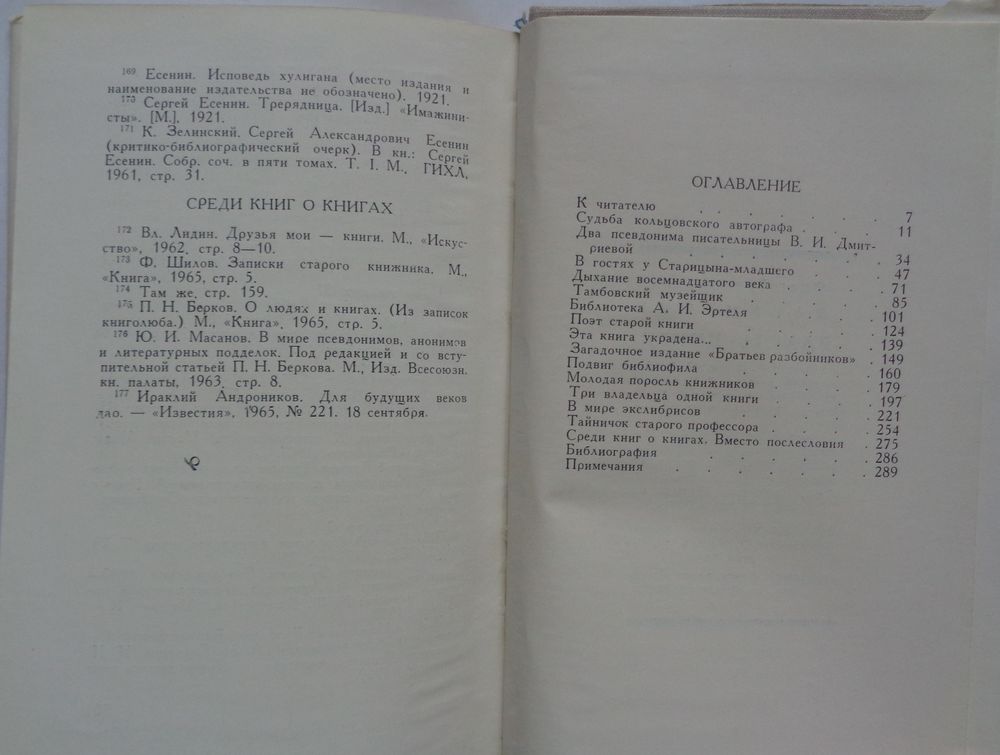 169 Есенин. Исповедь хулигана (место издания и
наименование издательства не обозначено). 1921.
170 Сергей Есенин. Трерядница. [Изд.] «Имажини-
сты». [М.], 1921.
171 К. Зелинский. Сергей Александрович Есенин
(критико-библиографический очерк). В кн.: Сергей
Есенин. Собр. соч. в пяти томах. Т. I. М., ГИХЛ,
1961, стр. 31.
СРЕДИ КНИГ О КНИГАХ
172 Вл. Лидин. Друзья мои — книги. М., «Искус-
ство», 1962, стр. 8—10.
173 Ф. Шилов. Записки старого книжника. М.,
«Книга», 1965, стр. 5.
174 Там же, стр. 159.
175 П. Н. Берков. О людях и книгах. (Из записок
книголюба.) М., «Книга», 1965, стр. 5.
176 Ю. И. Масанов. В мире псевдонимов, анонимов
и литературных подделок. Под редакцией и со всту-
пительной статьей П. Н. Беркова. М., Изд. Всесоюзн.
кн. палаты, 1963, стр. 8.
177 Ираклий Андроников. Для будущих веков
дао. — «Известия», 1965, № 221. 18 сентября.
ОГЛАВЛЕНИЕ
К читателю . . . . . . . 7
Судьба кольцовского автографа . . . 11
Два псевдонима писательницы В. И. Дмит-
риевой . . . . . . . 34
В гостях у Старицына-младшего . . . 47
Дыхание восемнадцатого века . . . . 71
Тамбовский музейщик . . . . . 85
Библиотека А. И. Эртеля . . . . 101
Поэт старой книги . . . . . 124
Эта книга украдена... . . . . . 139
Загадочное издание «Братьев разбойников» . 149
Подвиг библиофила . . . . . 160
Молодая поросль книжников . . . . 179
Три владельца одной книги . . . . 197
В мире экслибрисов . . . . . 221
Тайничок старого профессора . . . . 254
Среди книг о книгах. Вместо послесловия . 275
Библиография . . . . . . 286
Примечания . . . . . . 289